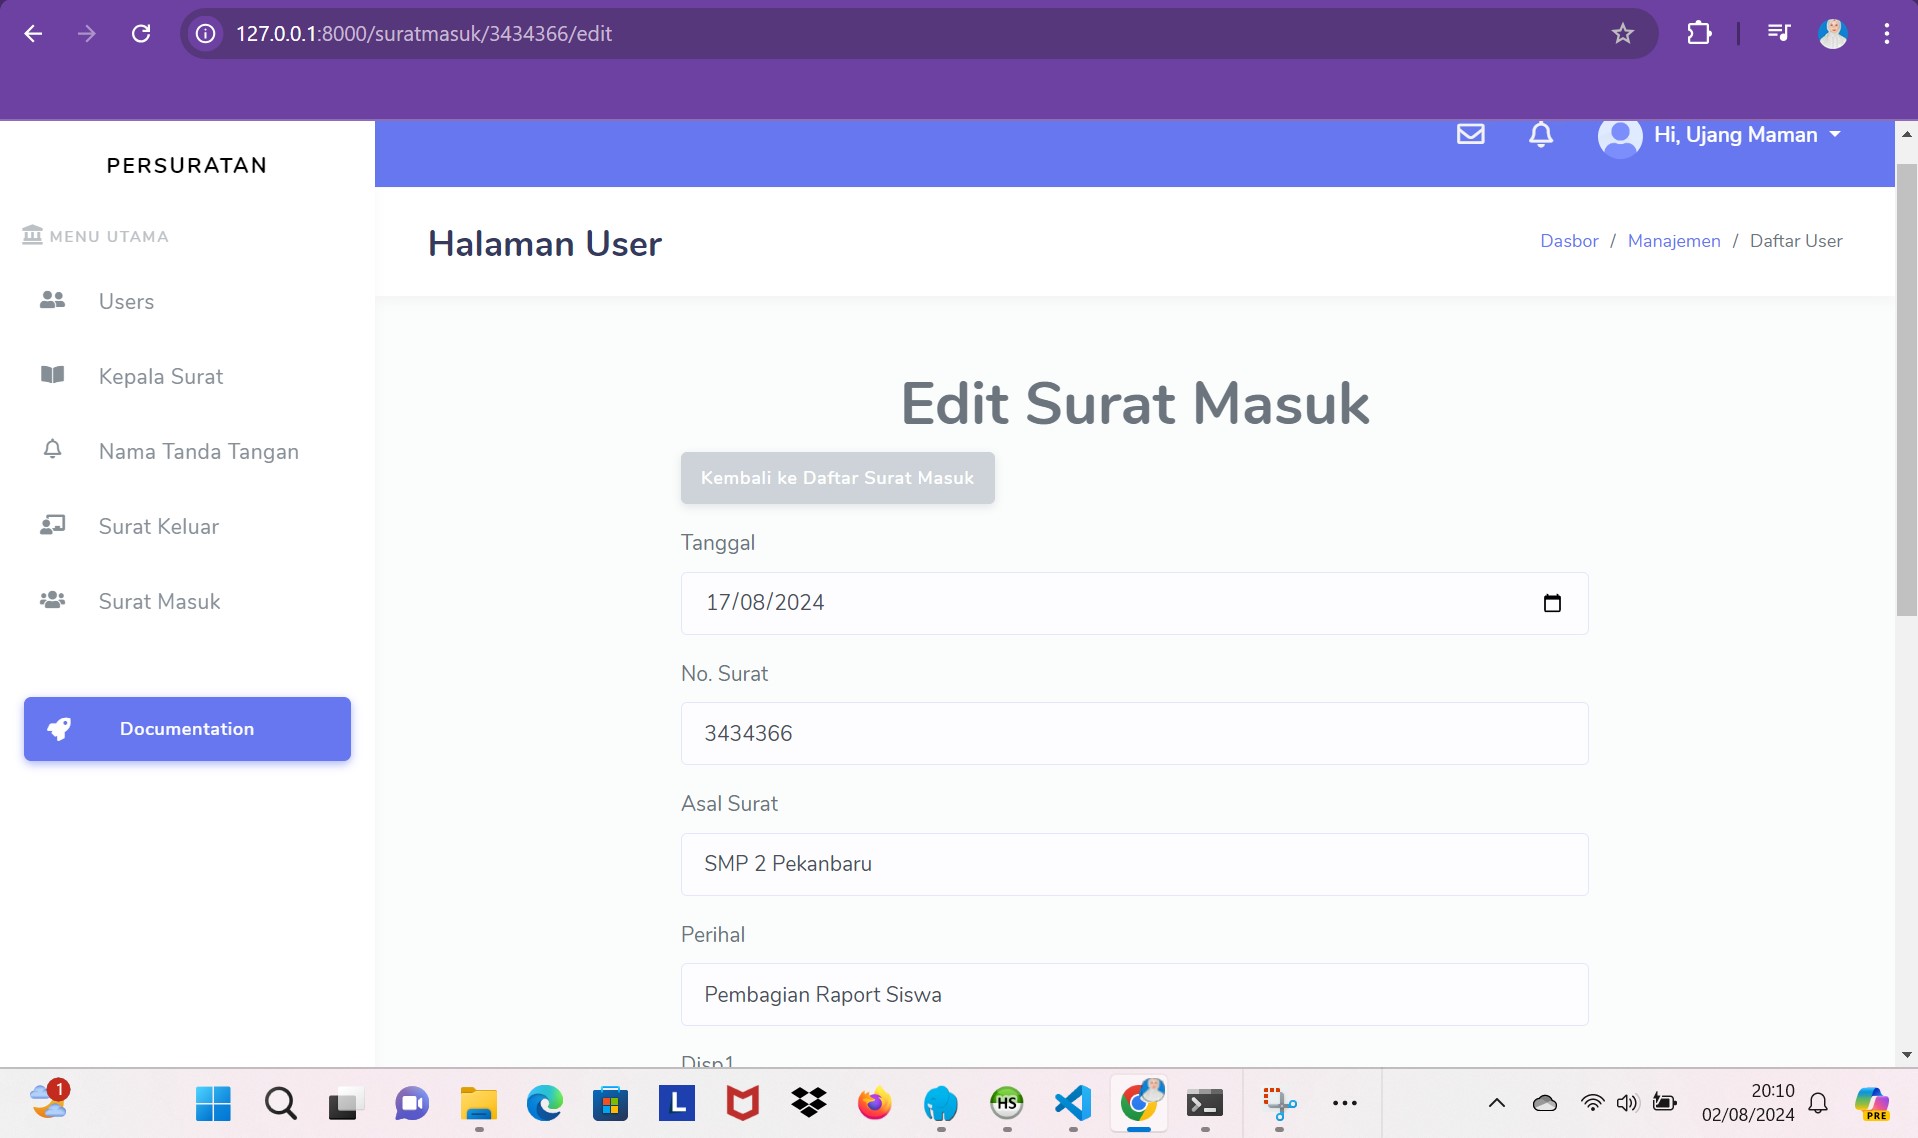 127.0.0.1:8000/suratmasuk/3434366/edit
PERSURATAN
Hi, Ujang Maman
MENU UTAMA
Halaman User
Dasbor / Manajemen / Daftar User
Users
Kepala Surat
Nama Tanda Tangan
Surat Keluar
Surat Masuk
Documentation
Edit Surat Masuk
Kembali ke Daftar Surat Masuk
Tanggal
17/08/2024
No. Surat
3434366
Asal Surat
SMP 2 Pekanbaru
Perihal
Pembagian Raport Siswa
Disp1
1
L
HS
20:10
02/08/2024
PRE